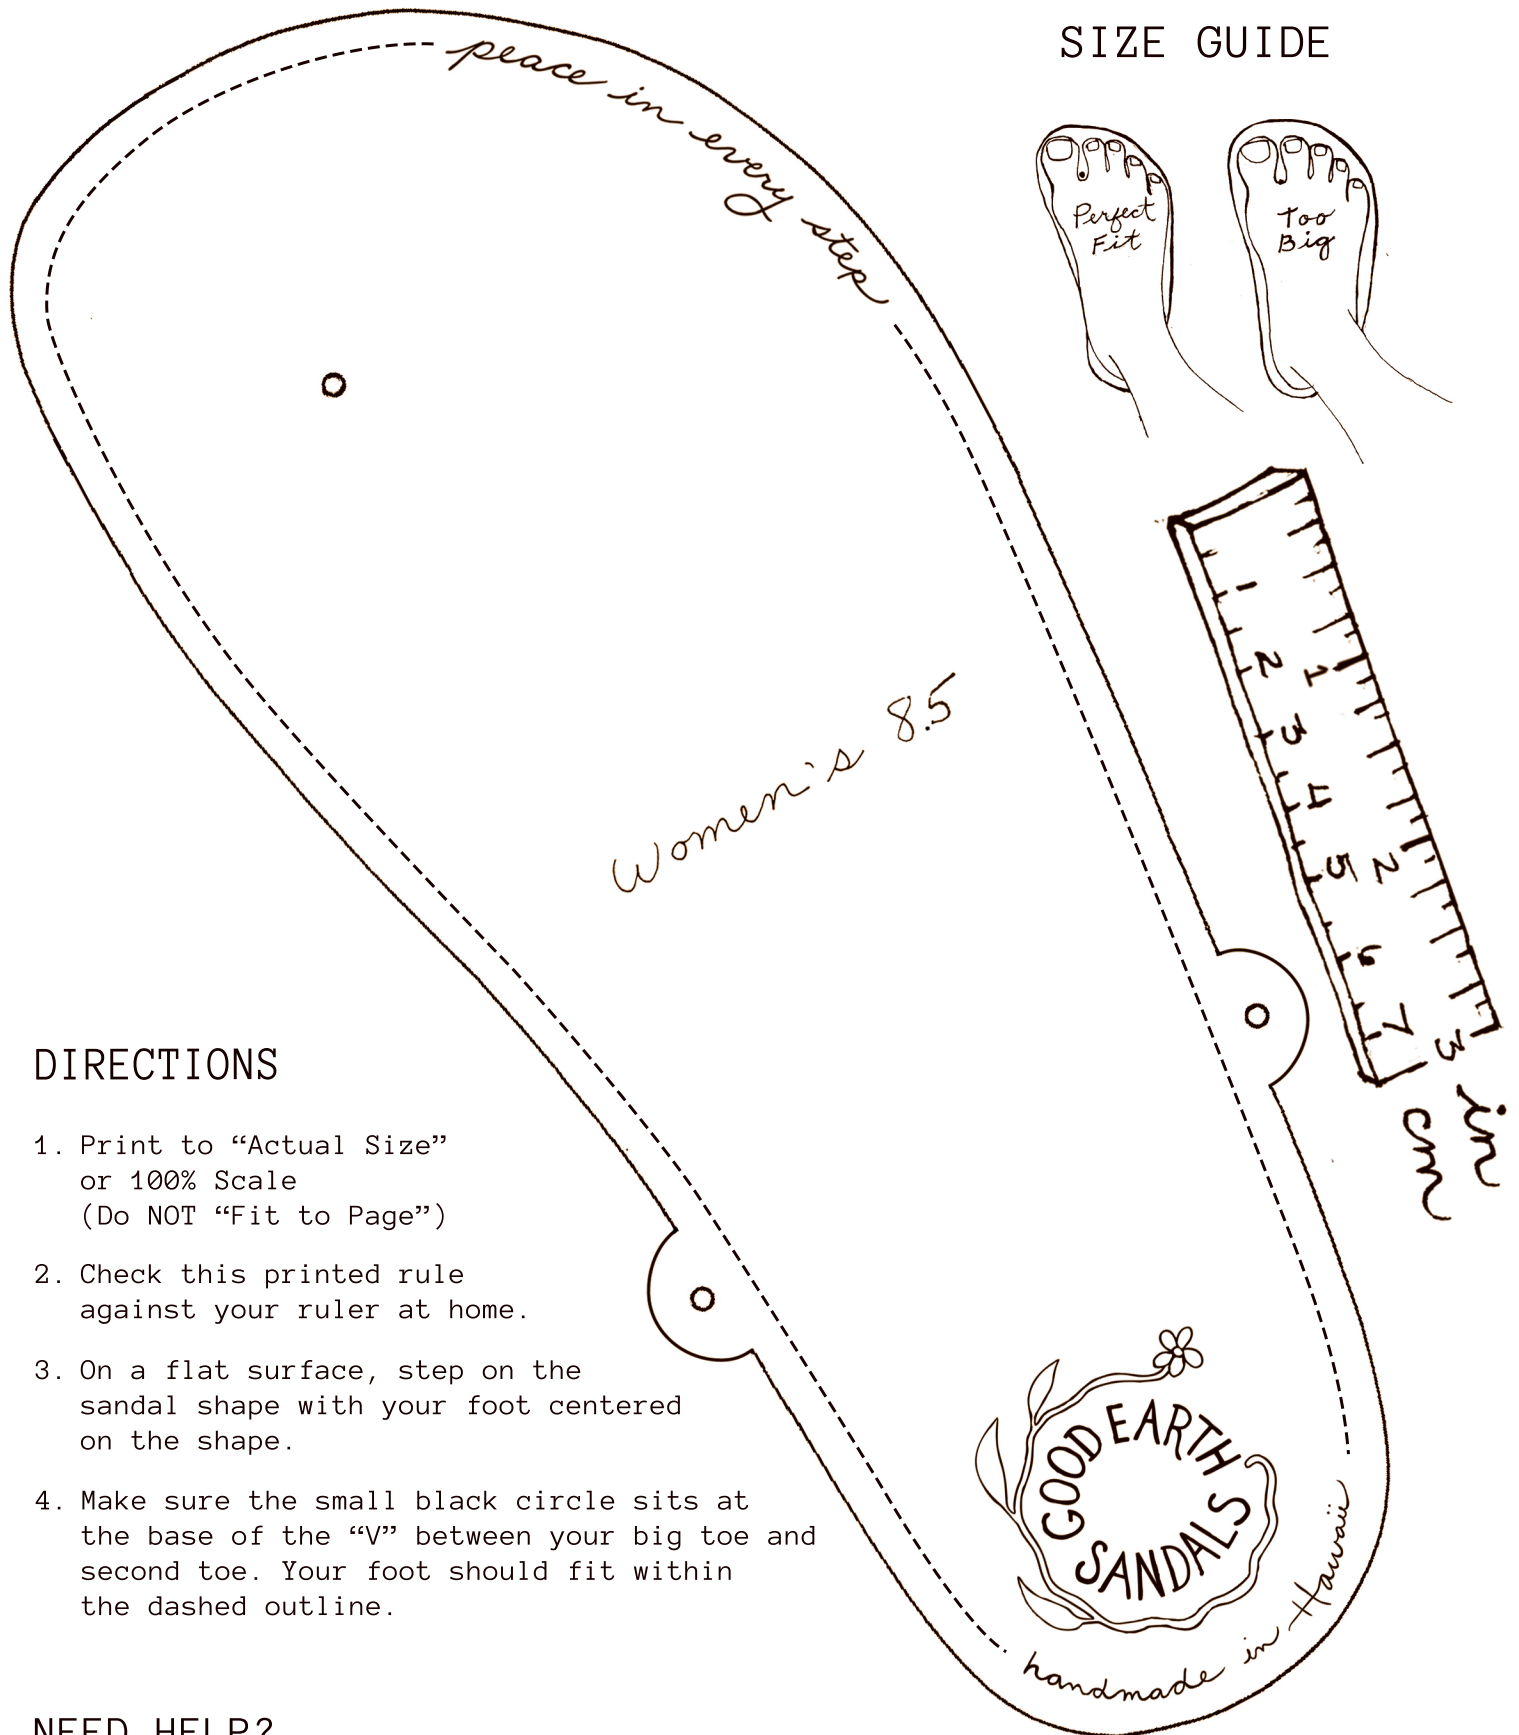 peace in every step
SIZE GUIDE
Perfect
Fit
Too
Big
1
2
3
4
5
6
7
cm
1
2
3
in
Women's 8.5
DIRECTIONS
1. Print to “Actual Size”
or 100% Scale
(Do NOT “Fit to Page”)
2. Check this printed rule
against your ruler at home.
3. On a flat surface, step on the
sandal shape with your foot centered
on the shape.
4. Make sure the small black circle sits at
the base of the “V” between your big toe and
second toe. Your foot should fit within
the dashed outline.
GOOD EARTH
SANDALS
handmade in Hawaii
NEED HELP?